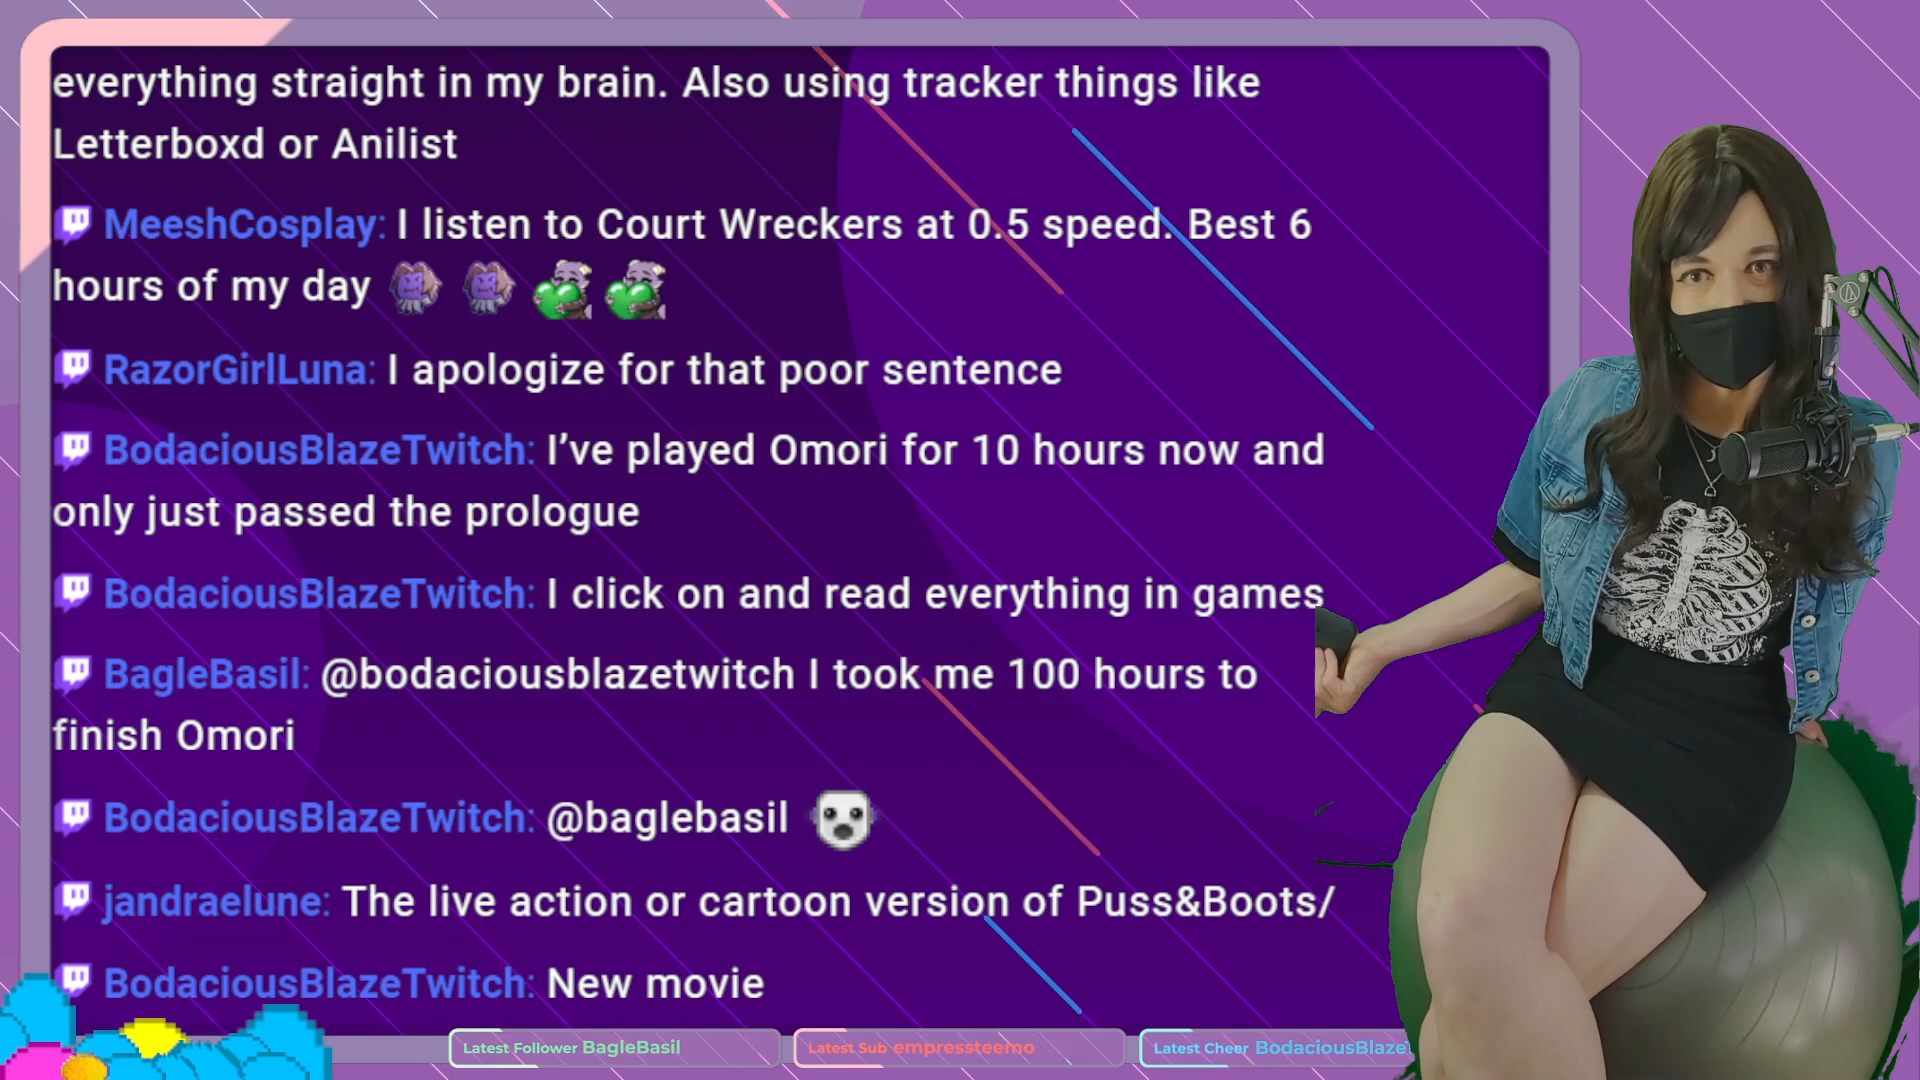 everything straight in my brain. Also using tracker things like
Letterboxd or Anilist
MeeshCosplay: I listen to Court Wreckers at 0.5 speed. Best 6
hours of my day
RazorGirlLuna: I apologize for that poor sentence
BodaciousBlazeTwitch: I’ve played Omori for 10 hours now and
only just passed the prologue
BodaciousBlazeTwitch: I click on and read everything in games
BagleBasil: @bodaciousblazetwitch I took me 100 hours to
finish Omori
BodaciousBlazeTwitch: @baglebasil
jandraelune: The live action or cartoon version of Puss&Boots/
BodaciousBlazeTwitch: New movie
Latest Follower BagleBasil
Latest Sub empressteemo
Latest Cheer BodaciousBlazeT